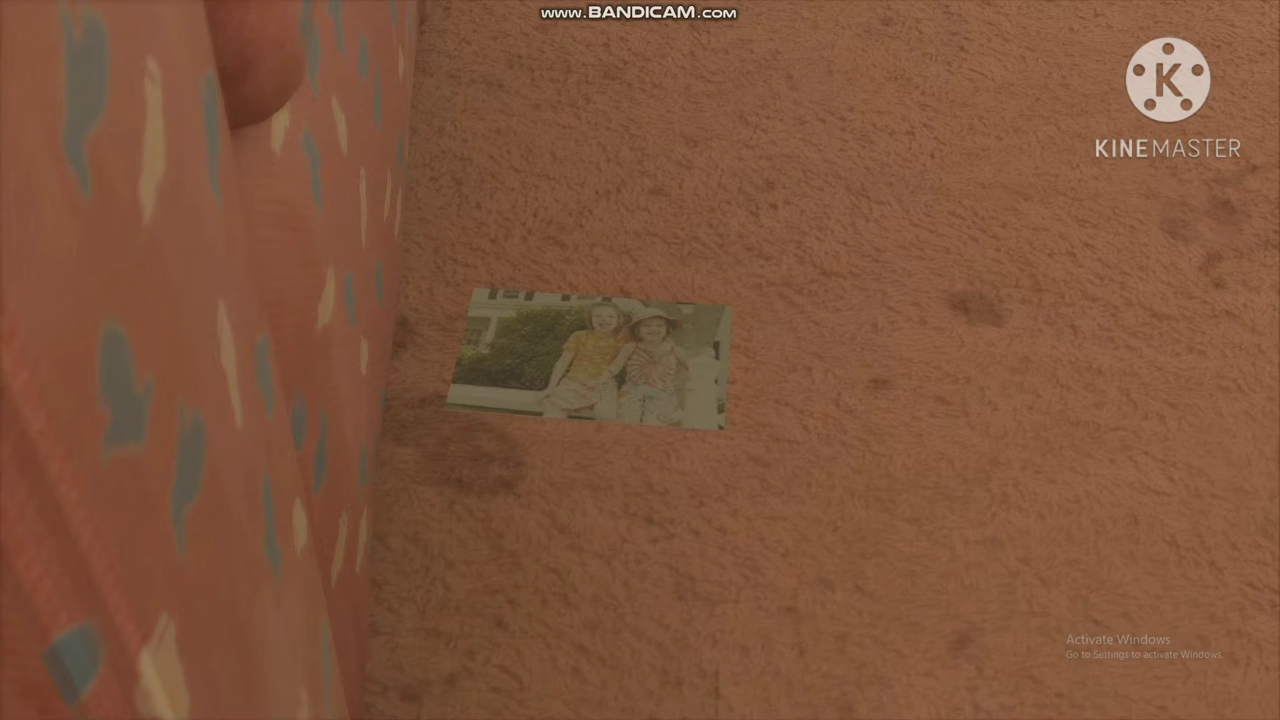 www.BANDICAM.com
K
KINEMASTER
Activate Windows
Go to Settings to activate Windows.